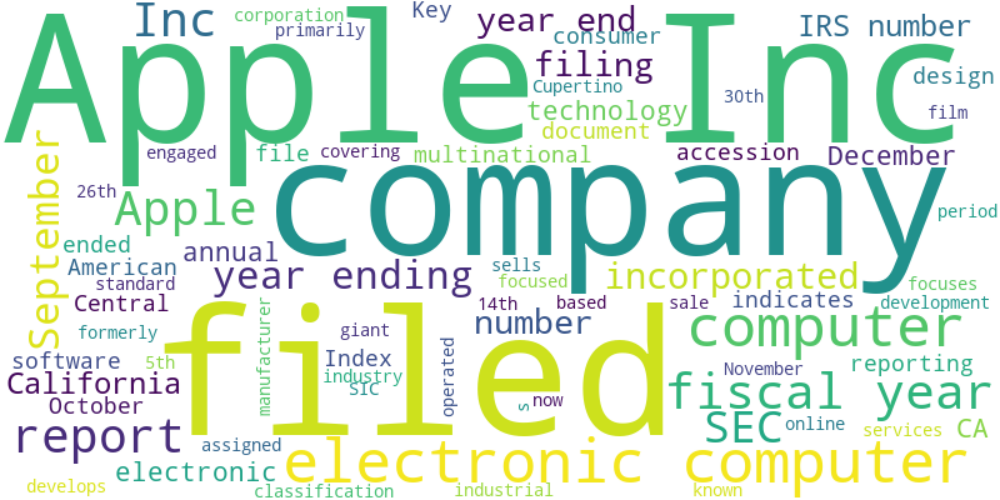 Apple Inc
company
filed
Inc
corporation
primarily
Key
year end
consumer
IRS number
filing
Cupertino
design
technology
30th
film
document
engaged
file
covering
multinational
accession
December
September
26th
Apple
period
ended
annual
American
year ending
sells
incorporated
standard
focused
focuses
Central
14th
based
sale
indicates
development
formerly
manufacturer
giant
number
computer
software
5th
Index
operated
November
reporting
California
industry
SIC
October
s
now
fiscal year
report
assigned
SEC
online
services
CA
electronic
electronic
computer
develops
classification
industrial
known